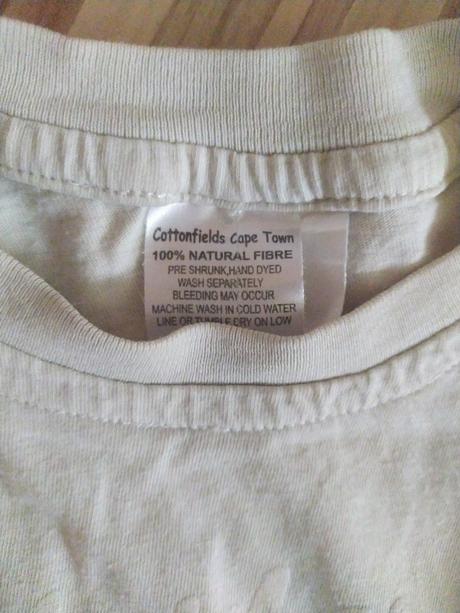 Cottonfields Cape Town
100% NATURAL FIBRE
PRE SHRUNK,HAND DYED
WASH SEPARATELY
BLEEDING MAY OCCUR
MACHINE WASH IN COLD WATER
LINE OR TUMBLE DRY ON LOW